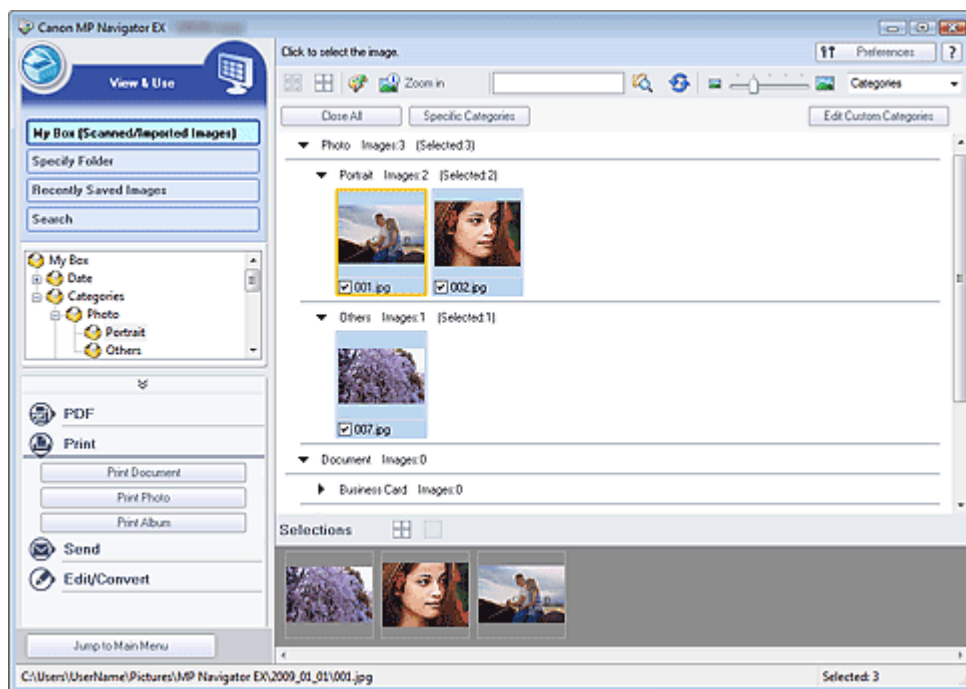 Canon MP Navigator EX
View & Use
My Box (Scanned/Imported Images)
Specify Folder
Recently Saved Images
Search
My Box
Date
Categories
Photo
Portrait
Others
PDF
Print
Print Document
Print Photo
Print Album
Send
Edit/Convert
Jump to Main Menu
Click to select the image.
Preferences
?
Zoom in
Categories
Close All
Specific Categories
Edit Custom Categories
Photo Images:3 (Selected:3)
Portrait Images:2 (Selected:2)
001.jpg 002.jpg
Others Images:1 (Selected:1)
007.jpg
Document Images:0
Business Card Images:0
Selections
C:\Users\UserName\Pictures\MP Navigator EX\2009_01_01\001.jpg
Selected: 3